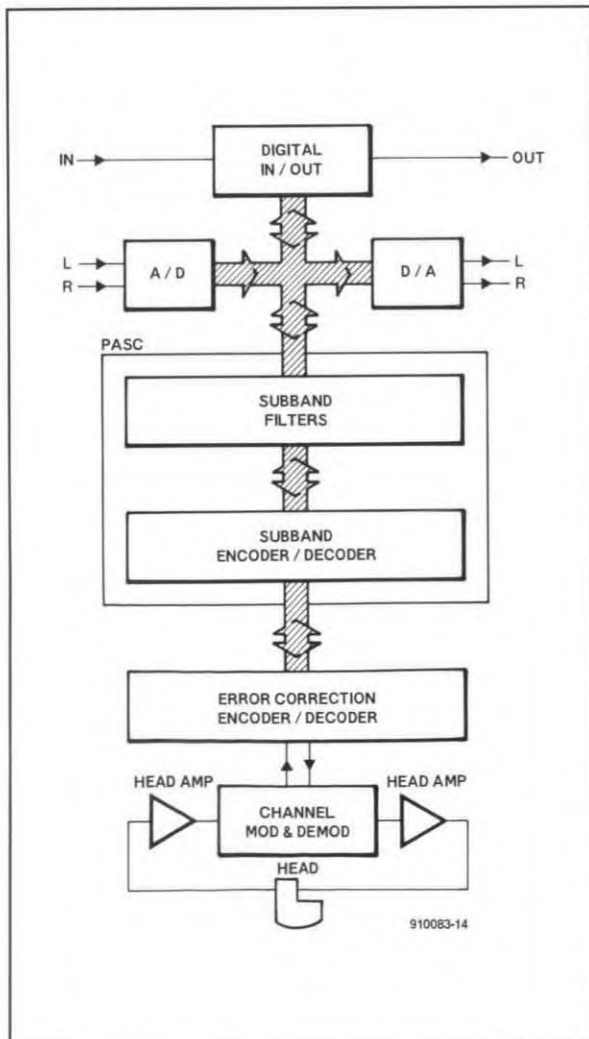 DIGITAL
IN / OUT
IN
OUT
L
R
A / D
D / A
L
R
PASC
SUBBAND
FILTERS
SUBBAND
ENCODER / DECODER
ERROR CORRECTION
ENCODER / DECODER
HEAD AMP
HEAD AMP
CHANNEL
MOD & DEMOD
HEAD
910083-14